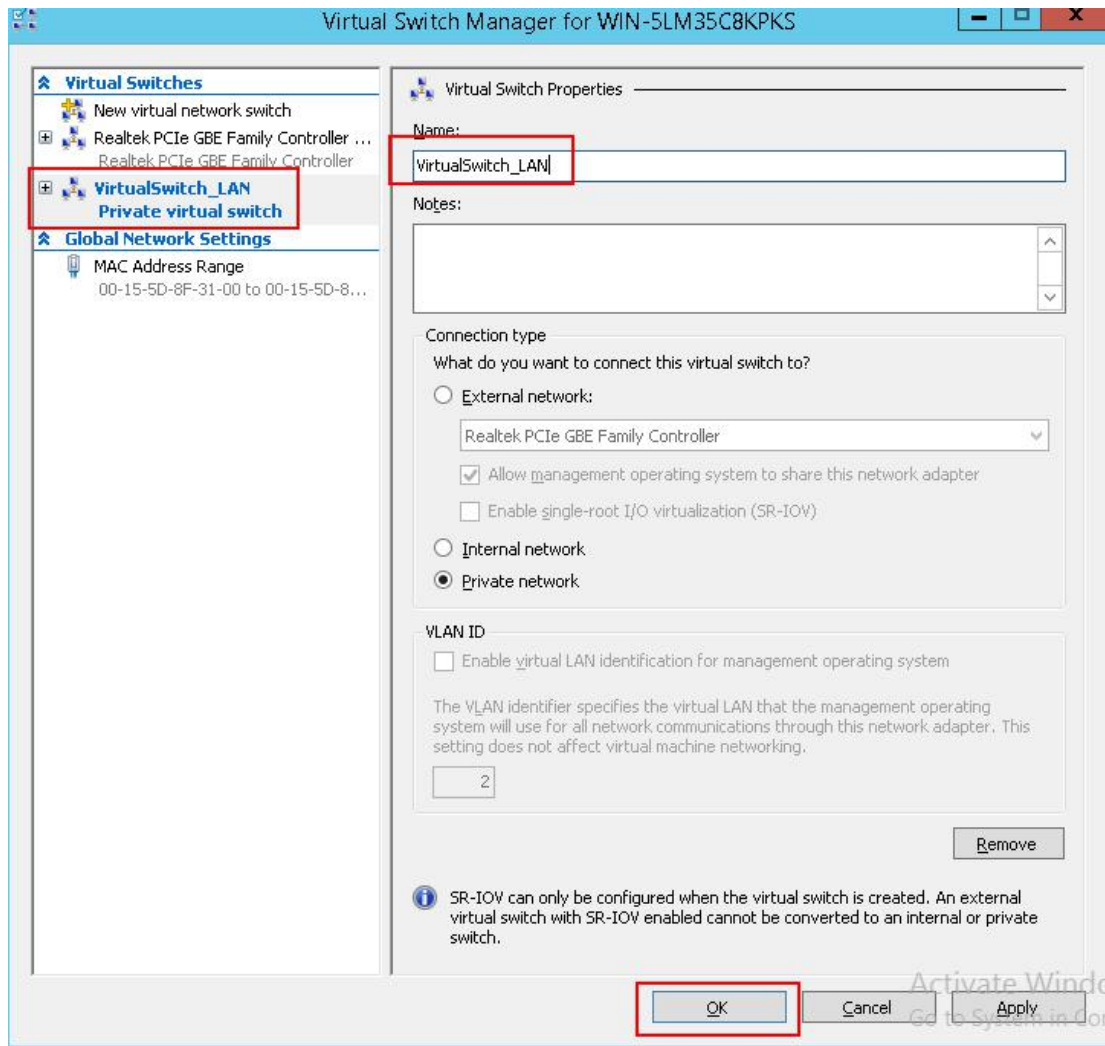 Virtual Switch Manager for WIN-5LM35C8KPKS
Virtual Switches
New virtual network switch
Realtek PCIe GBE Family Controller ...
Realtek PCIe GBE Family Controller
VirtualSwitch_LAN
Private virtual switch
Global Network Settings
MAC Address Range
00-15-5D-8F-31-00 to 00-15-5D-8...
Virtual Switch Properties
Name:
VirtualSwitch_LAN
Notes:
Connection type
What do you want to connect this virtual switch to?
External network:
Realtek PCIe GBE Family Controller
Allow management operating system to share this network adapter
Enable single-root I/O virtualization (SR-IOV)
Internal network
Private network
VLAN ID
Enable virtual LAN identification for management operating system
The VLAN identifier specifies the virtual LAN that the management operating
system will use for all network communications through this network adapter. This
setting does not affect virtual machine networking.
2
Remove
SR-IOV can only be configured when the virtual switch is created. An external
virtual switch with SR-IOV enabled cannot be converted to an internal or private
switch.
Activate Windo
OK
Cancel
Apply
Go to System in Con